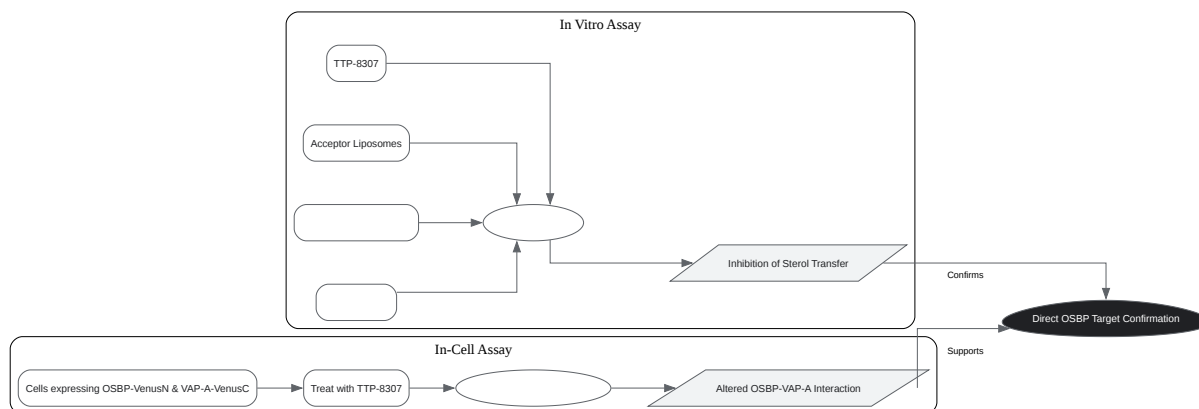 In Vitro Assay
TTP-8307
Acceptor Liposomes
Inhibition of Sterol Transfer
Confirms
Direct OSBP Target Confirmation
Supports
In-Cell Assay
Cells expressing OSBP-VenusN & VAP-A-VenusC
Treat with TTP-8307
Altered OSBP-VAP-A Interaction